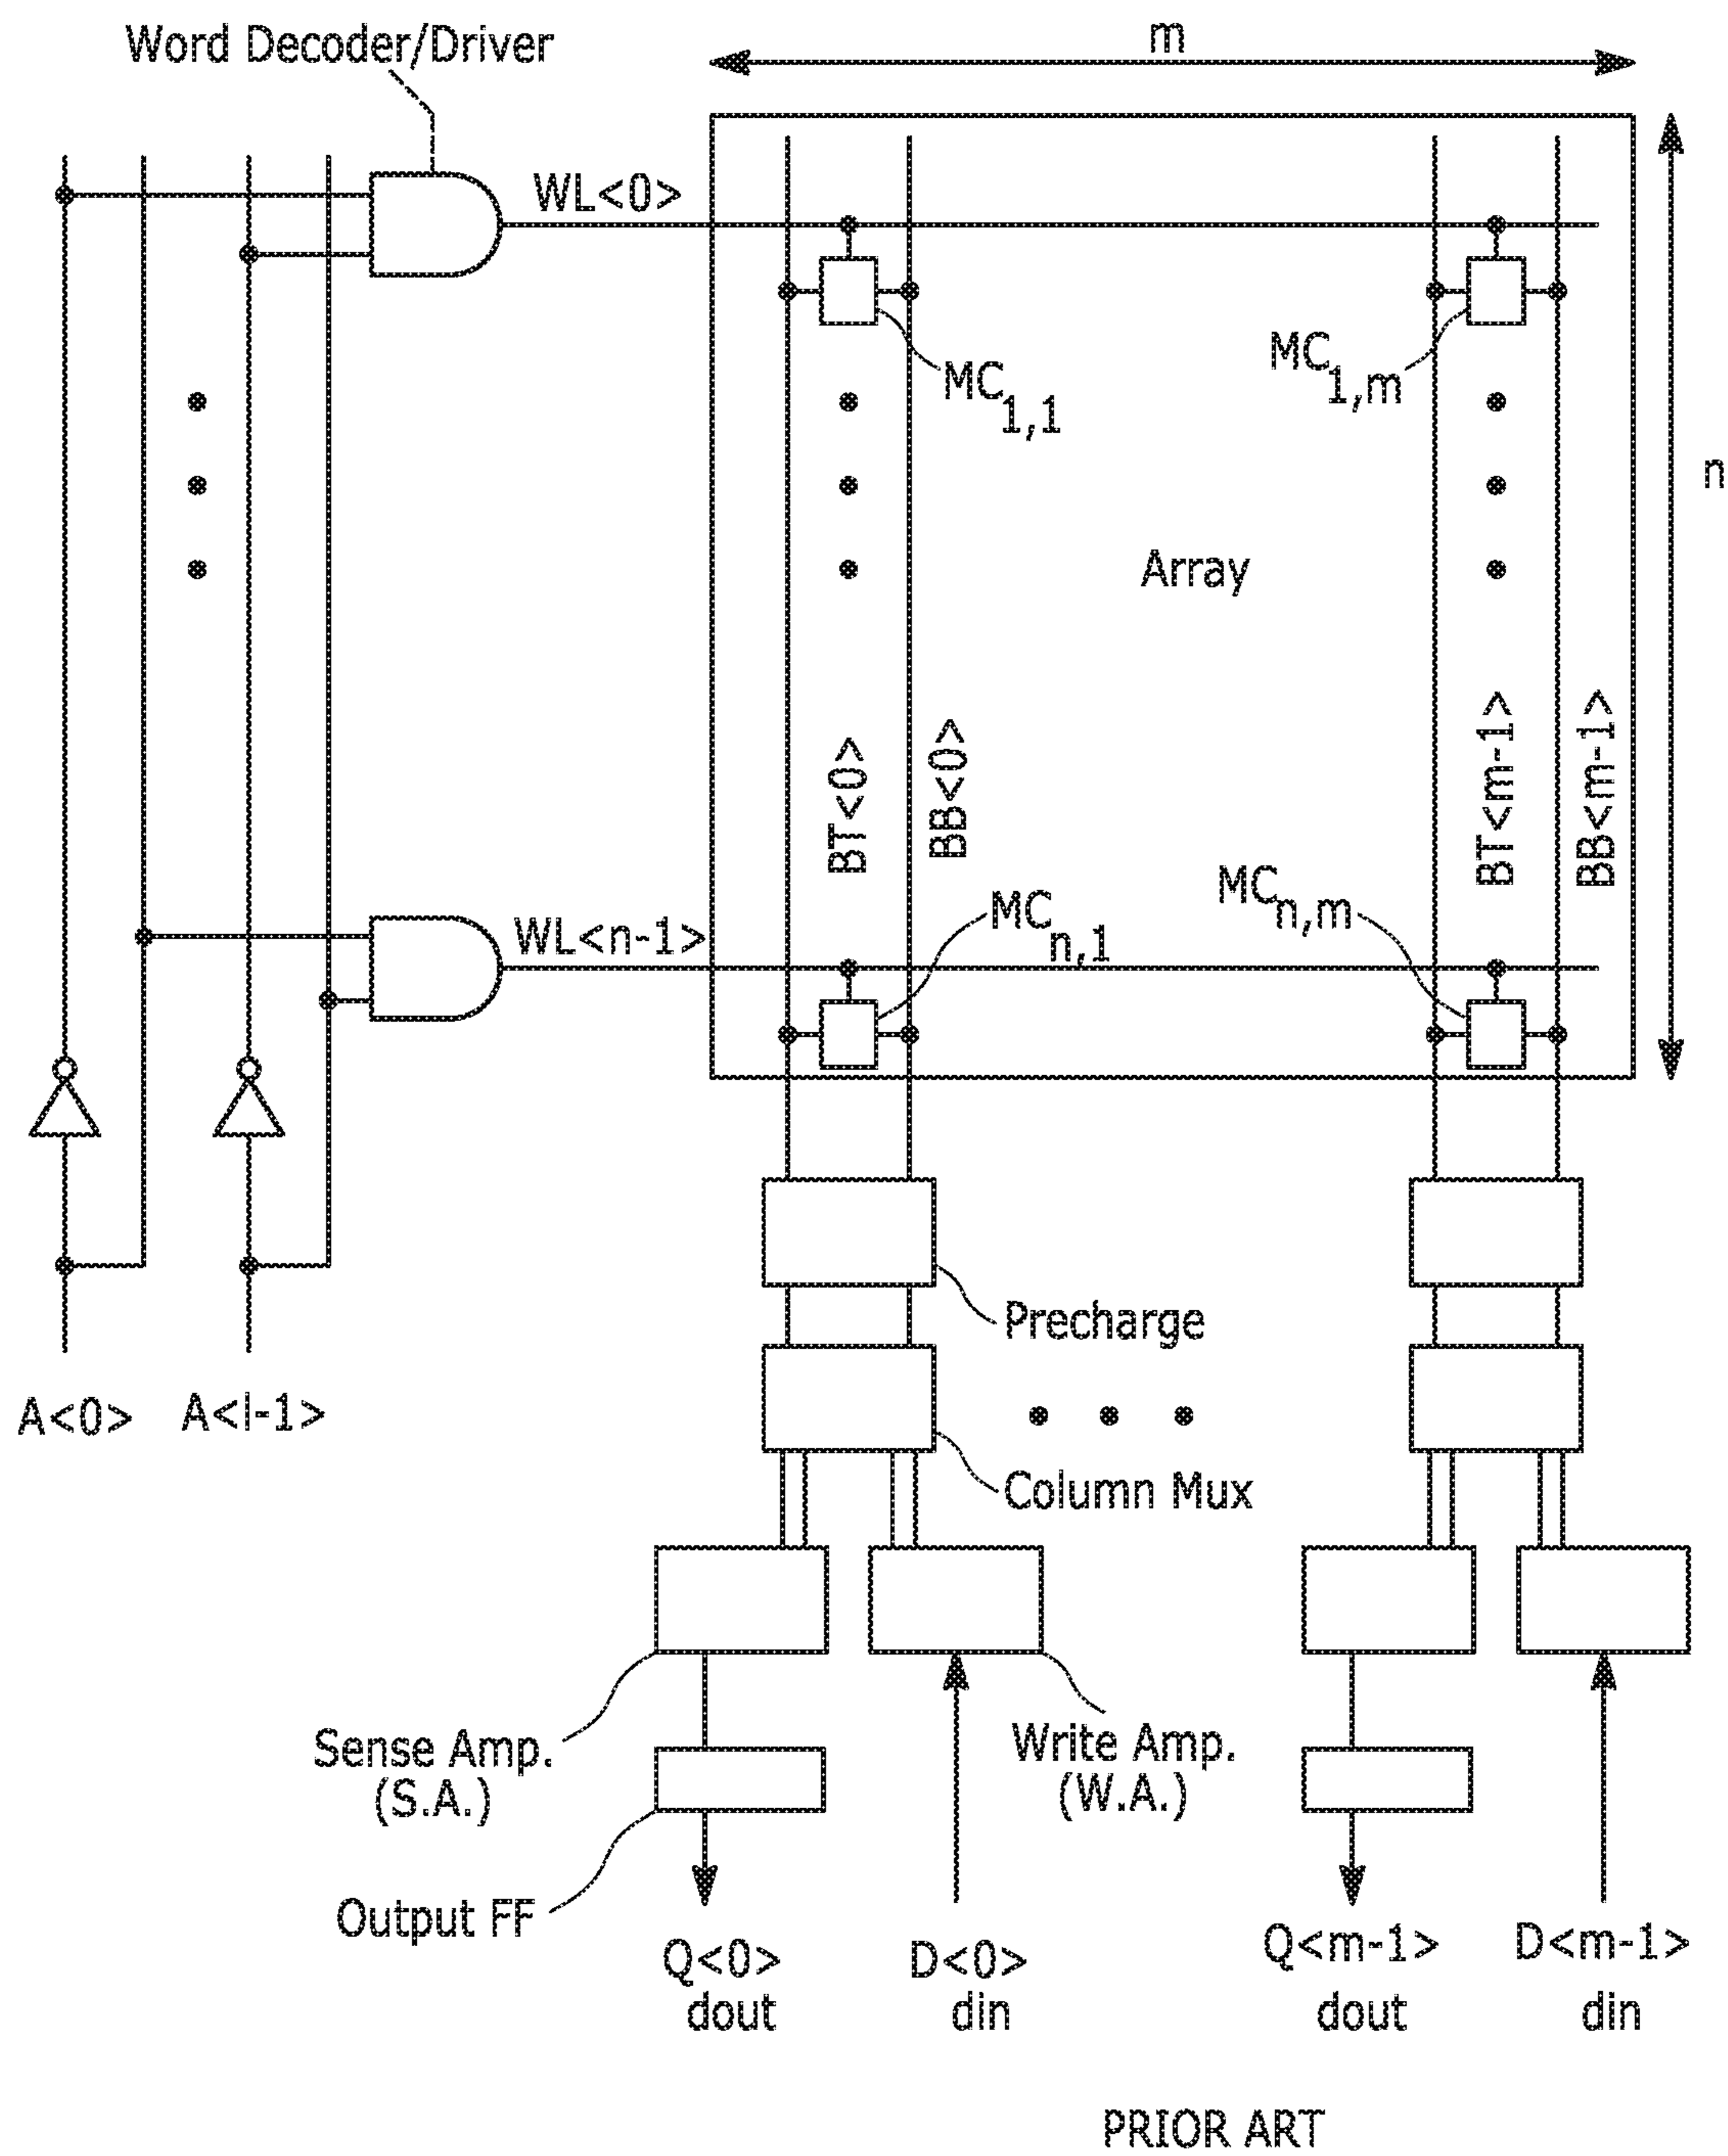 m
Word Decoder/Driver
WL<0>
MC1,1
MC1,m
n
Array
BT<0>
BB<0>
BT<m-1>
BB<m-1>
WL<n-1>
MCn,1
MCn,m
Precharge
A<0>
A<l-1>
Column Mux
Sense Amp.
(S.A.)
Write Amp.
(W.A.)
Output FF
Q<0>
dout
D<0>
din
Q<m-1>
dout
D<m-1>
din
PRIOR ART